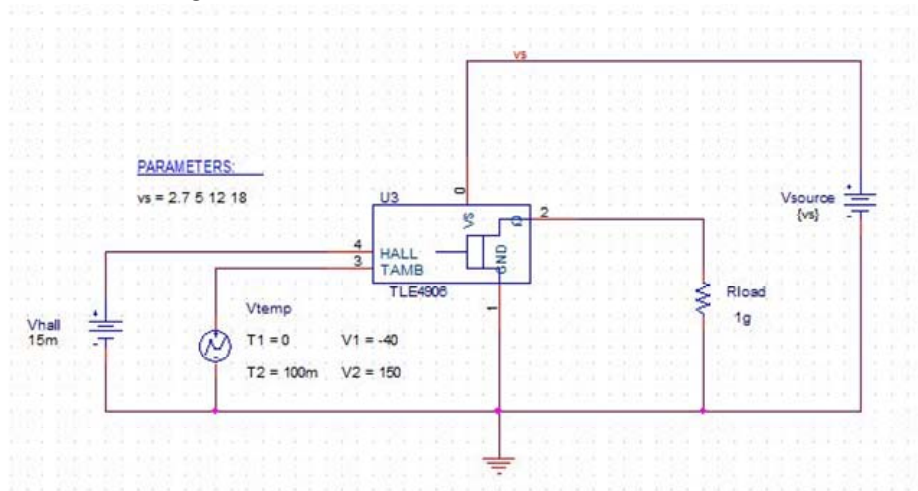 vs
PARAMETERS:
vs = 2.7 5 12 18
U3
0
VS
Q
2
GND
4
HALL
3
TAMB
TLE4906
1
Vsource
{vs}
+
-
Rload
1g
Vhall
15m
+
-
Vtemp
T1 = 0 V1 = -40
T2 = 100m V2 = 150